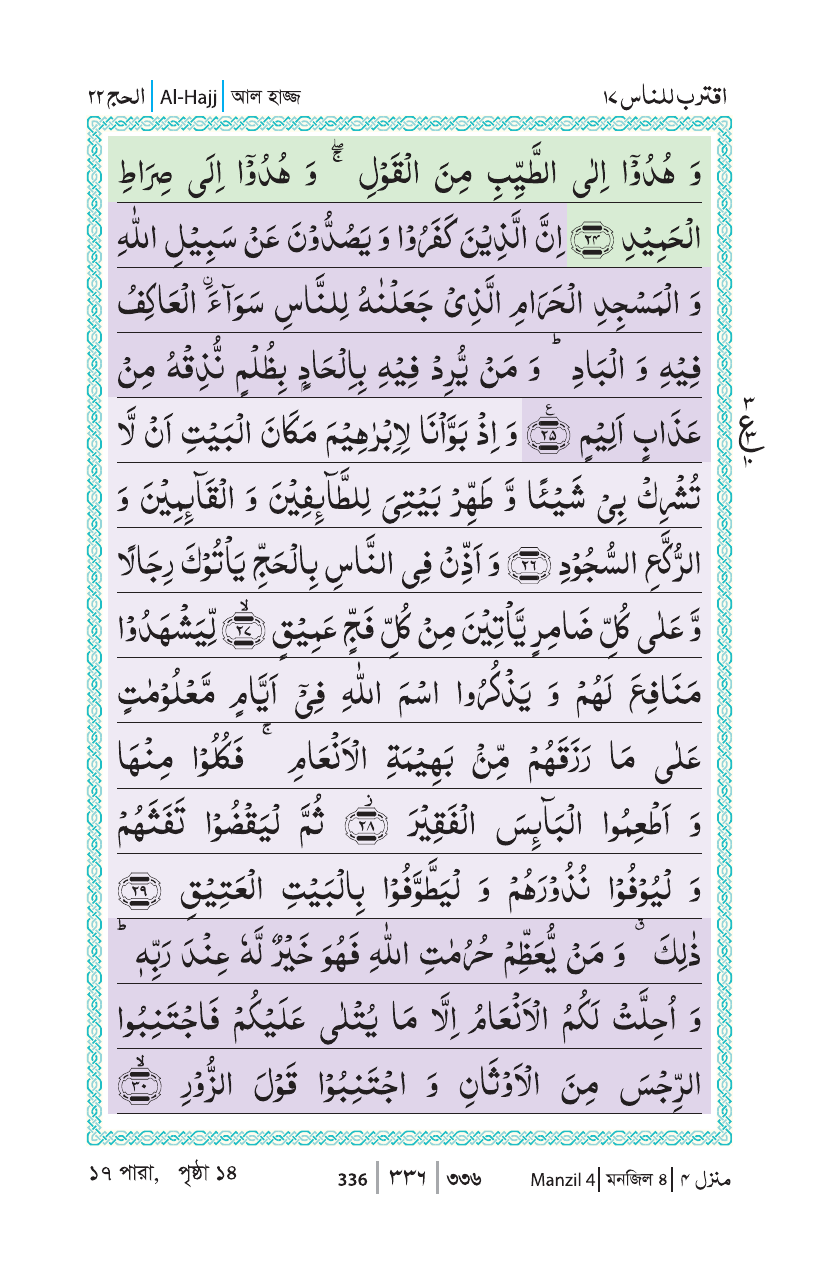 الحج ٢٢ | Al-Hajj | আল হাজ্জ اقترب للناس ١٧
وَ هُدُوْۤا اِلَى الطَّيِّبِ مِنَ الْقَوْلِ ۖۚ وَ هُدُوْۤا اِلٰى صِرَاطِ
الْحَمِيْدِ ﴿٢٤﴾ اِنَّ الَّذِيْنَ كَفَرُوْا وَ يَصُدُّوْنَ عَنْ سَبِيْلِ اللّٰهِ
وَ الْمَسْجِدِ الْحَرَامِ الَّذِيْ جَعَلْنٰهُ لِلنَّاسِ سَوَآءَ ۨالْعَاكِفُ
فِيْهِ وَ الْبَادِ ؕ وَ مَنْ يُّرِدْ فِيْهِ بِاِلْحَادٍۭ بِظُلْمٍ نُّذِقْهُ مِنْ
عَذَابٍ اَلِيْمٍ ﴿٢٥﴾ع وَ اِذْ بَوَّاْنَا لِاِبْرٰهِيْمَ مَكَانَ الْبَيْتِ اَنْ لَّا
٣
ع
١٠
تُشْرِكْ بِيْ شَيْـًٔا وَّ طَهِّرْ بَيْتِيَ لِلطَّآىِٕفِيْنَ وَ الْقَآىِٕمِيْنَ وَ
الرُّكَّعِ السُّجُوْدِ ﴿٢٦﴾ وَ اَذِّنْ فِي النَّاسِ بِالْحَجِّ يَاْتُوْكَ رِجَالًا
وَّ عَلٰى كُلِّ ضَامِرٍ يَّاْتِيْنَ مِنْ كُلِّ فَجٍّ عَمِيْقٍ ﴿٢٧﴾ۙ لِّيَشْهَدُوْا
مَنَافِعَ لَهُمْ وَ يَذْكُرُوا اسْمَ اللّٰهِ فِيْۤ اَيَّامٍ مَّعْلُوْمٰتٍ
عَلٰى مَا رَزَقَهُمْ مِّنْۢ بَهِيْمَةِ الْاَنْعَامِ ۚ فَكُلُوْا مِنْهَا
وَ اَطْعِمُوا الْبَآىِٕسَ الْفَقِيْرَ ﴿٢٨﴾ؗ ثُمَّ لْيَقْضُوْا تَفَثَهُمْ
وَ لْيُوْفُوْا نُذُوْرَهُمْ وَ لْيَطَّوَّفُوْا بِالْبَيْتِ الْعَتِيْقِ ﴿٢٩﴾
ذٰلِكَ ۗ وَ مَنْ يُّعَظِّمْ حُرُمٰتِ اللّٰهِ فَهُوَ خَيْرٌ لَّهٗ عِنْدَ رَبِّهٖ ؕ
وَ اُحِلَّتْ لَكُمُ الْاَنْعَامُ اِلَّا مَا يُتْلٰى عَلَيْكُمْ فَاجْتَنِبُوا
الرِّجْسَ مِنَ الْاَوْثَانِ وَ اجْتَنِبُوْا قَوْلَ الزُّوْرِ ﴿٣٠﴾ۙ
১৭ পারা, পৃষ্ঠা ১৪ 336 | ٣٣٦ | ৩৩৬ Manzil 4 | মনজিল ৪ | منزل ٤